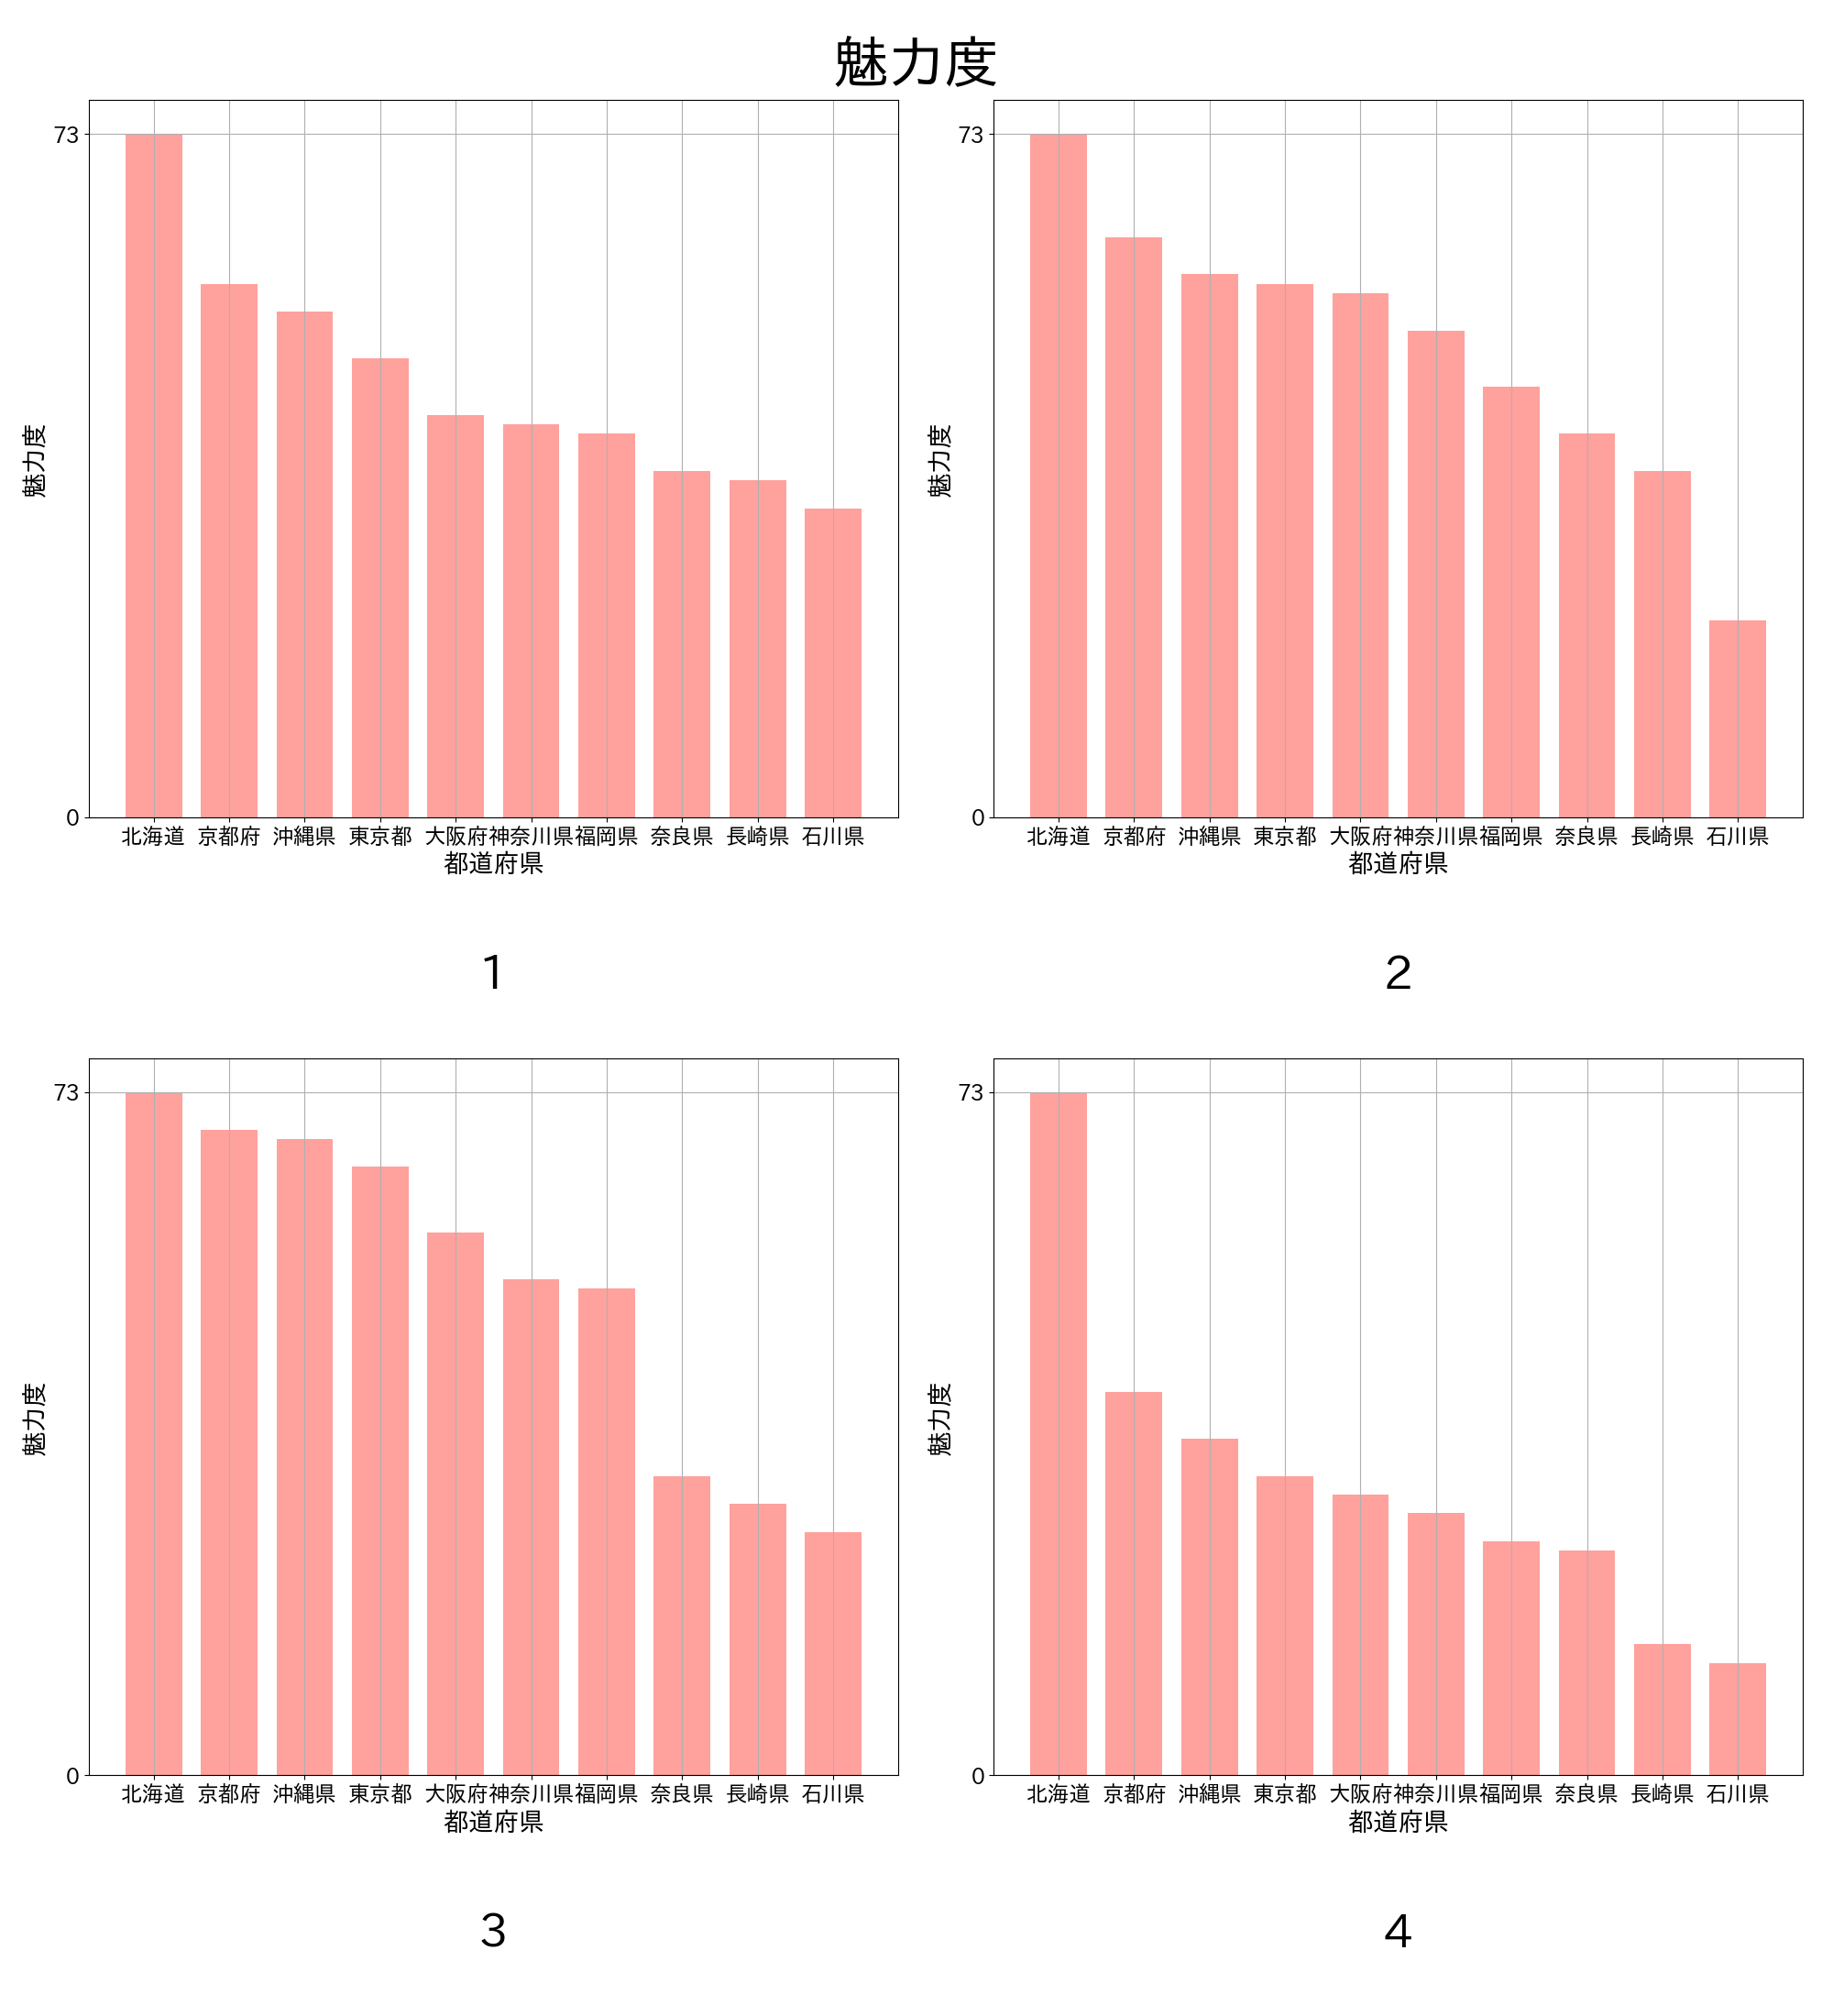 魅力度
73
0
魅力度
北海道 京都府 沖縄県 東京都 大阪府 神奈川県 福岡県 奈良県 長崎県 石川県
都道府県
1
73
0
魅力度
北海道 京都府 沖縄県 東京都 大阪府 神奈川県 福岡県 奈良県 長崎県 石川県
都道府県
2
73
0
魅力度
北海道 京都府 沖縄県 東京都 大阪府 神奈川県 福岡県 奈良県 長崎県 石川県
都道府県
3
73
0
魅力度
北海道 京都府 沖縄県 東京都 大阪府 神奈川県 福岡県 奈良県 長崎県 石川県
都道府県
4